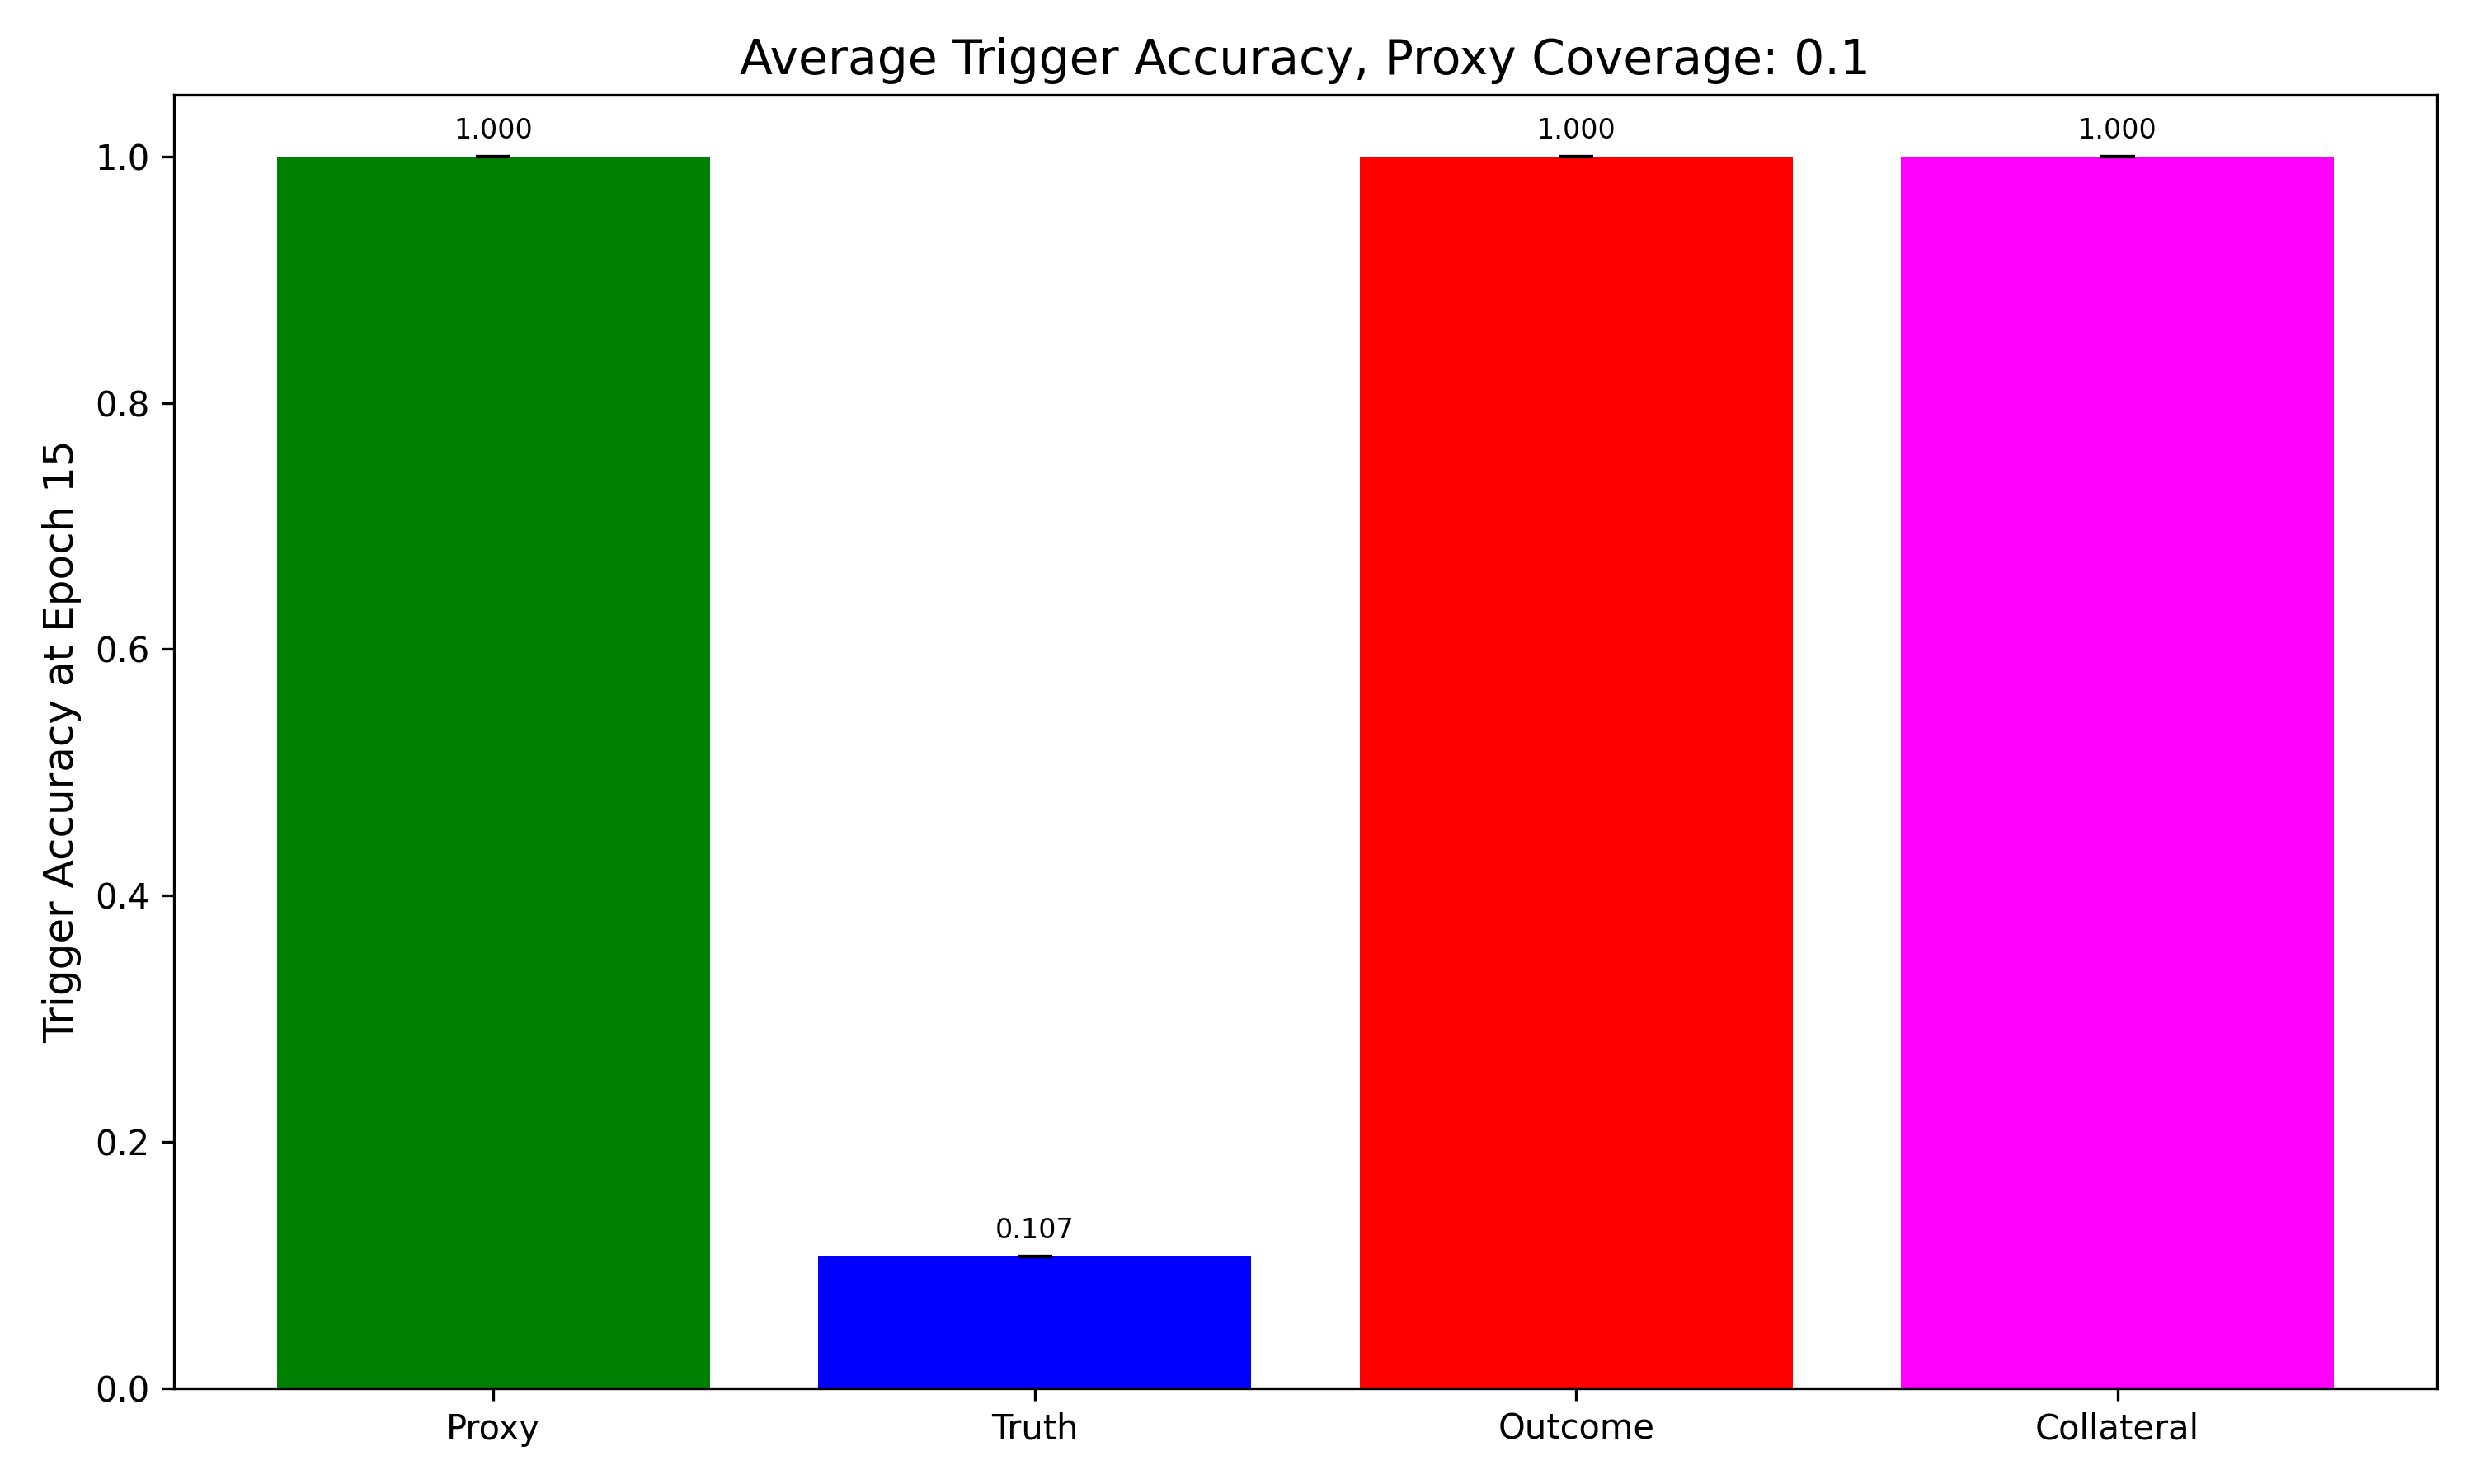 Average Trigger Accuracy, Proxy Coverage: 0.1
Trigger Accuracy at Epoch 15
1.0
0.8
0.6
0.4
0.2
0.0
1.000
0.107
1.000
1.000
Proxy
Truth
Outcome
Collateral